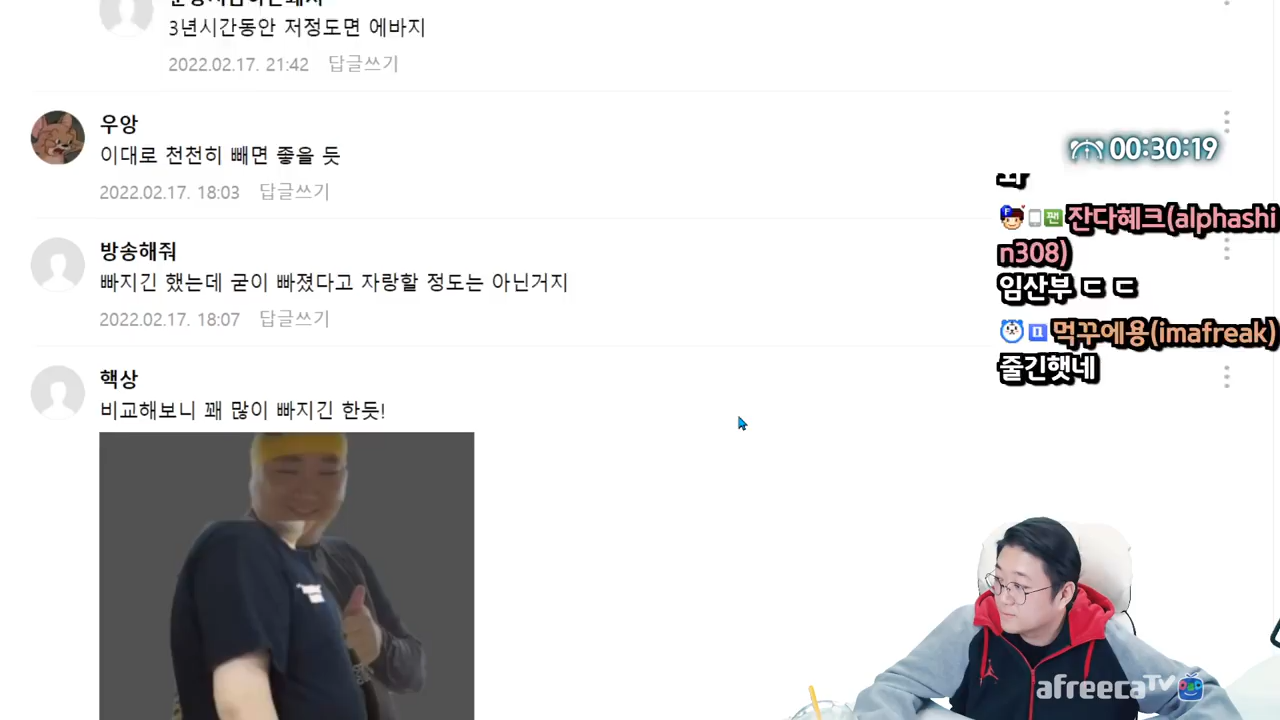 3년시간동안 저정도면 에바지
2022.02.17. 21:42 답글쓰기
우앙
이대로 천천히 빼면 좋을 듯
2022.02.17. 18:03 답글쓰기
방송해줘
빠지긴 했는데 굳이 빠졌다고 자랑할 정도는 아닌거지
2022.02.17. 18:07 답글쓰기
핵상
비교해보니 꽤 많이 빠지긴 한듯!
00:30:19
팬 잔다혜크(alphashi
n308)
임산부 ㄷ ㄷ
n 먹꾸에용(imafreak)
줄긴햇네
afreecaTV